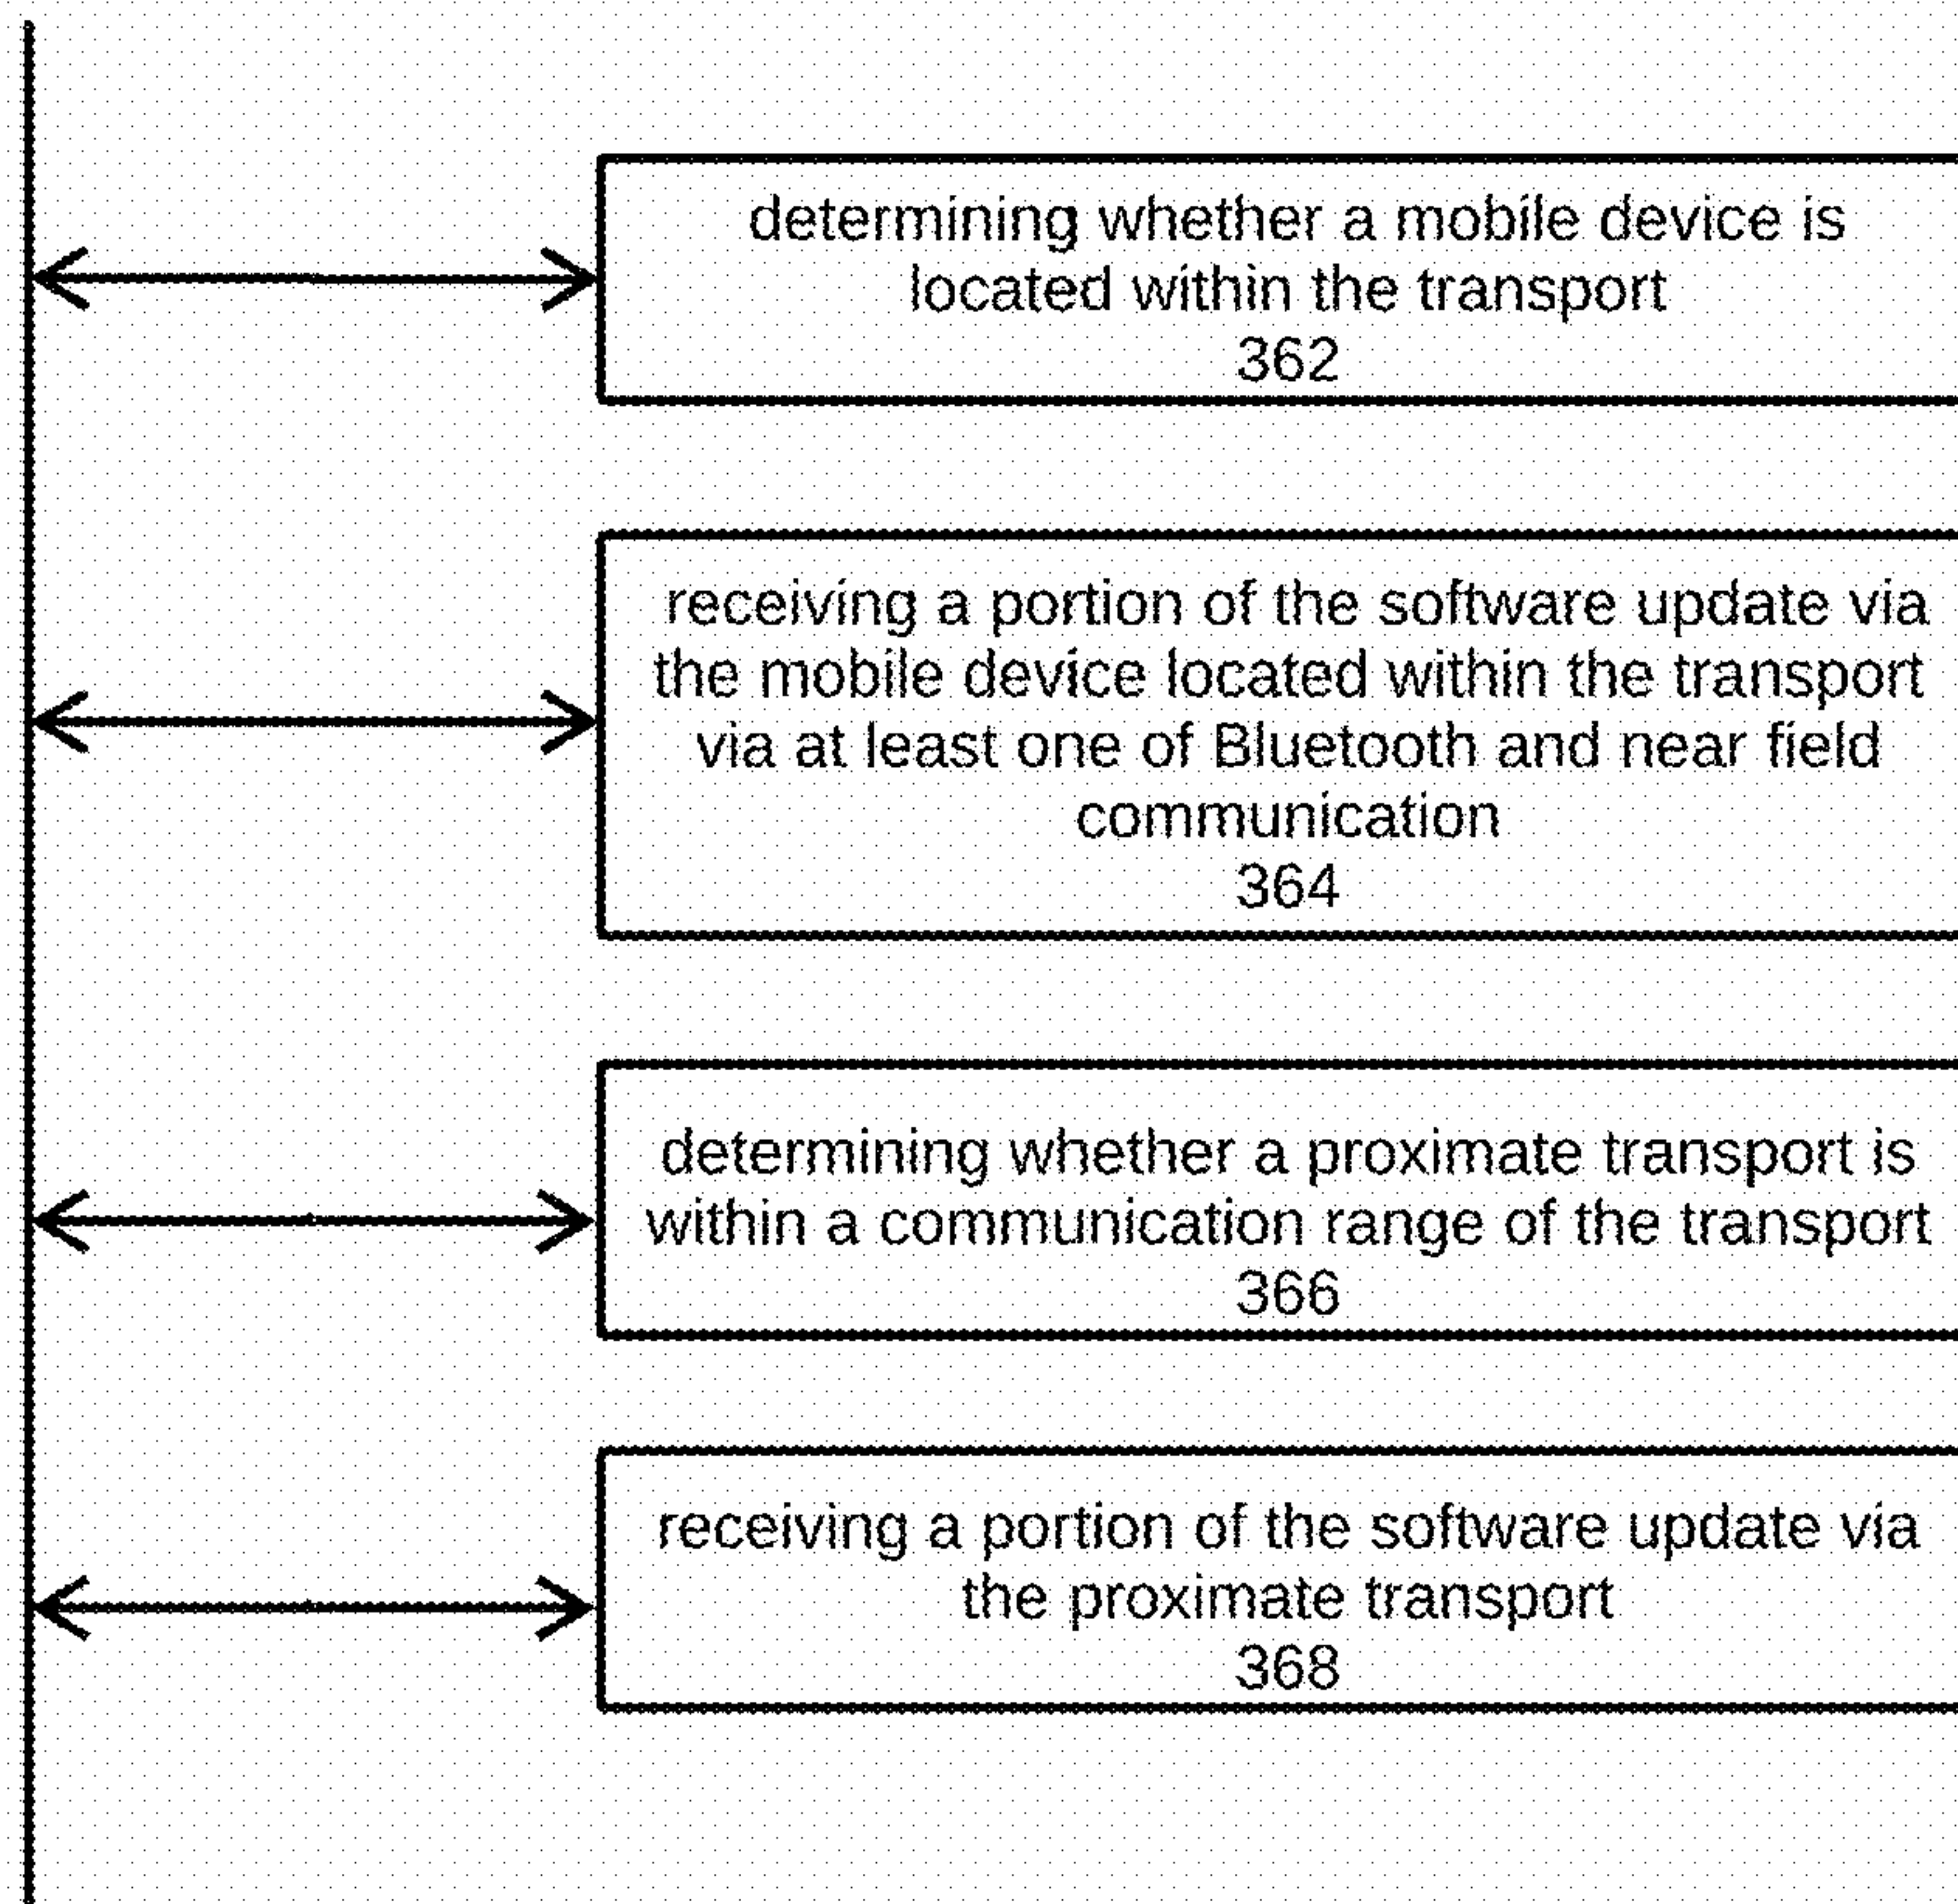 determining whether a mobile device is
located within the transport
362
receiving a portion of the software update via
the mobile device located within the transport
via at least one of Bluetooth and near field
communication
364
determining whether a proximate transport is
within a communication range of the transport
366
receiving a portion of the software update via
the proximate transport
368